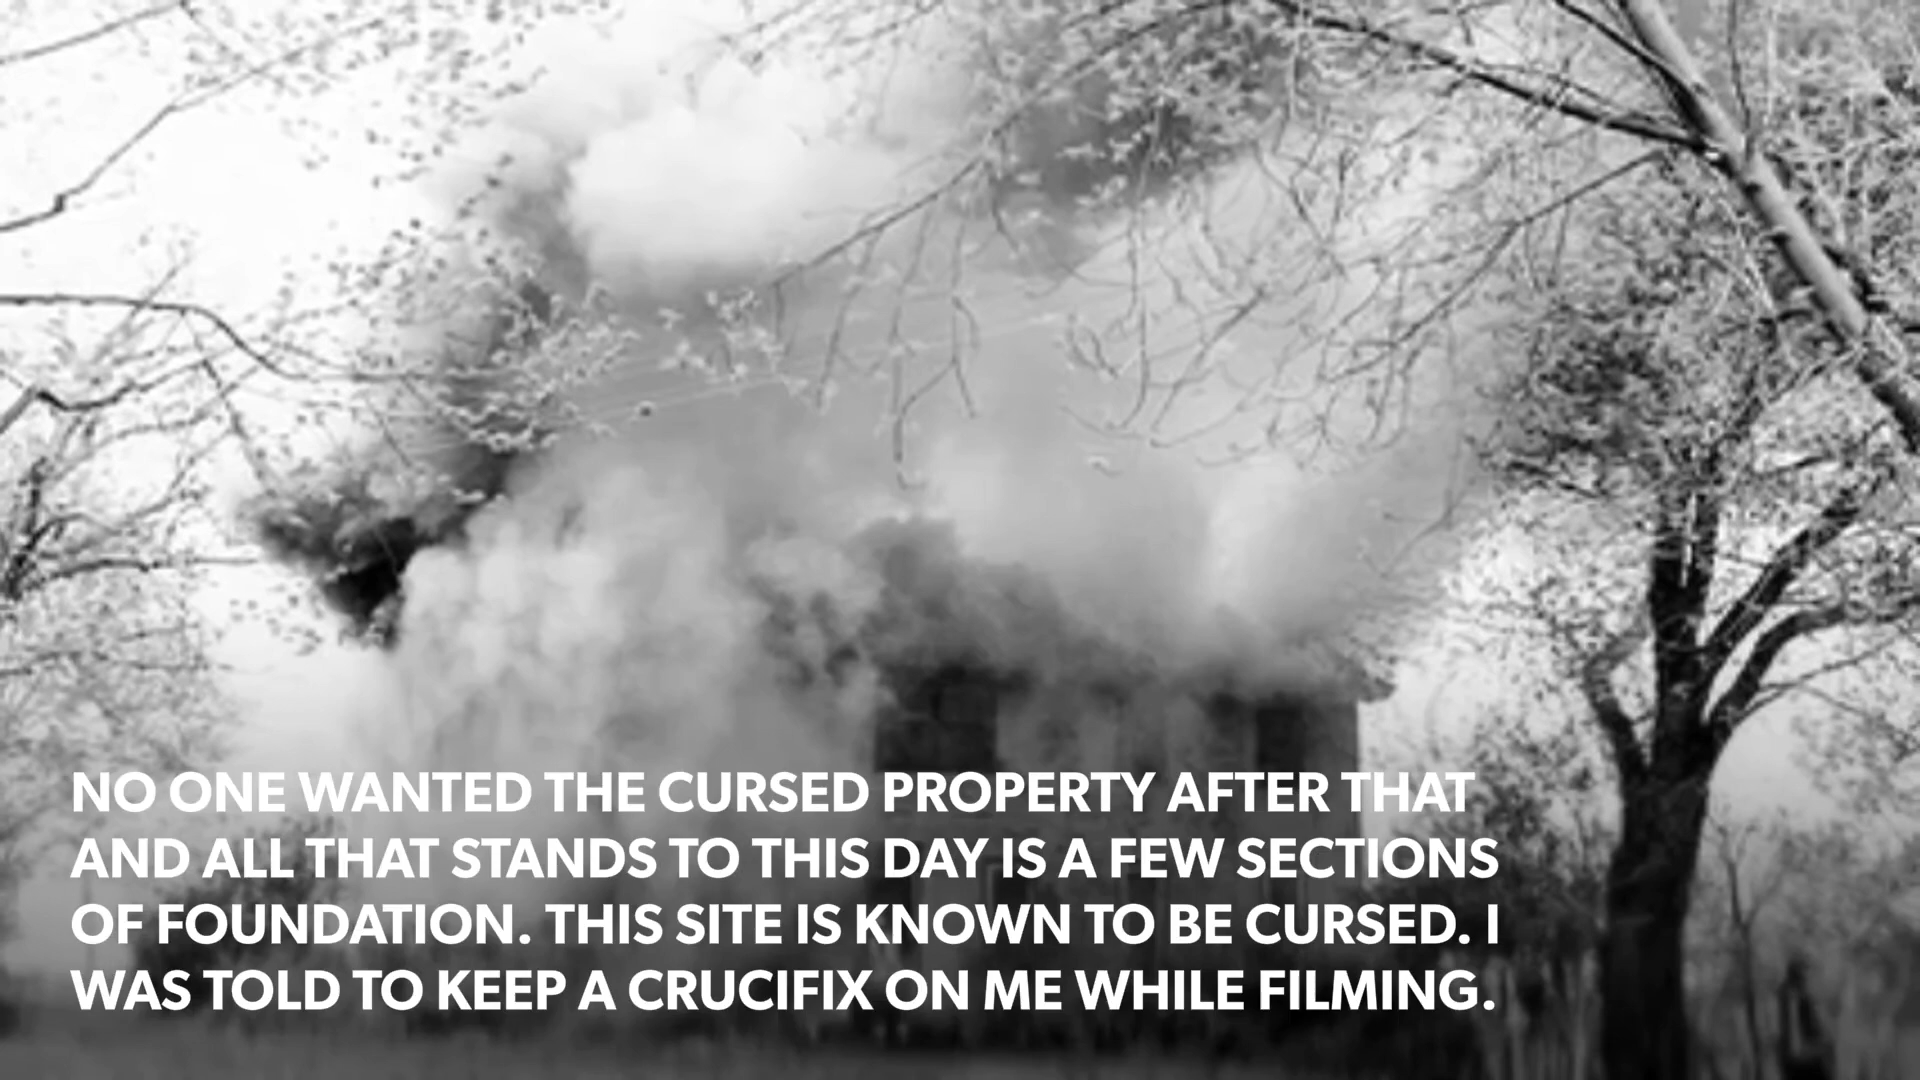 NO ONE WANTED THE CURSED PROPERTY AFTER THAT
AND ALL THAT STANDS TO THIS DAY IS A FEW SECTIONS
OF FOUNDATION. THIS SITE IS KNOWN TO BE CURSED. I
WAS TOLD TO KEEP A CRUCIFIX ON ME WHILE FILMING.